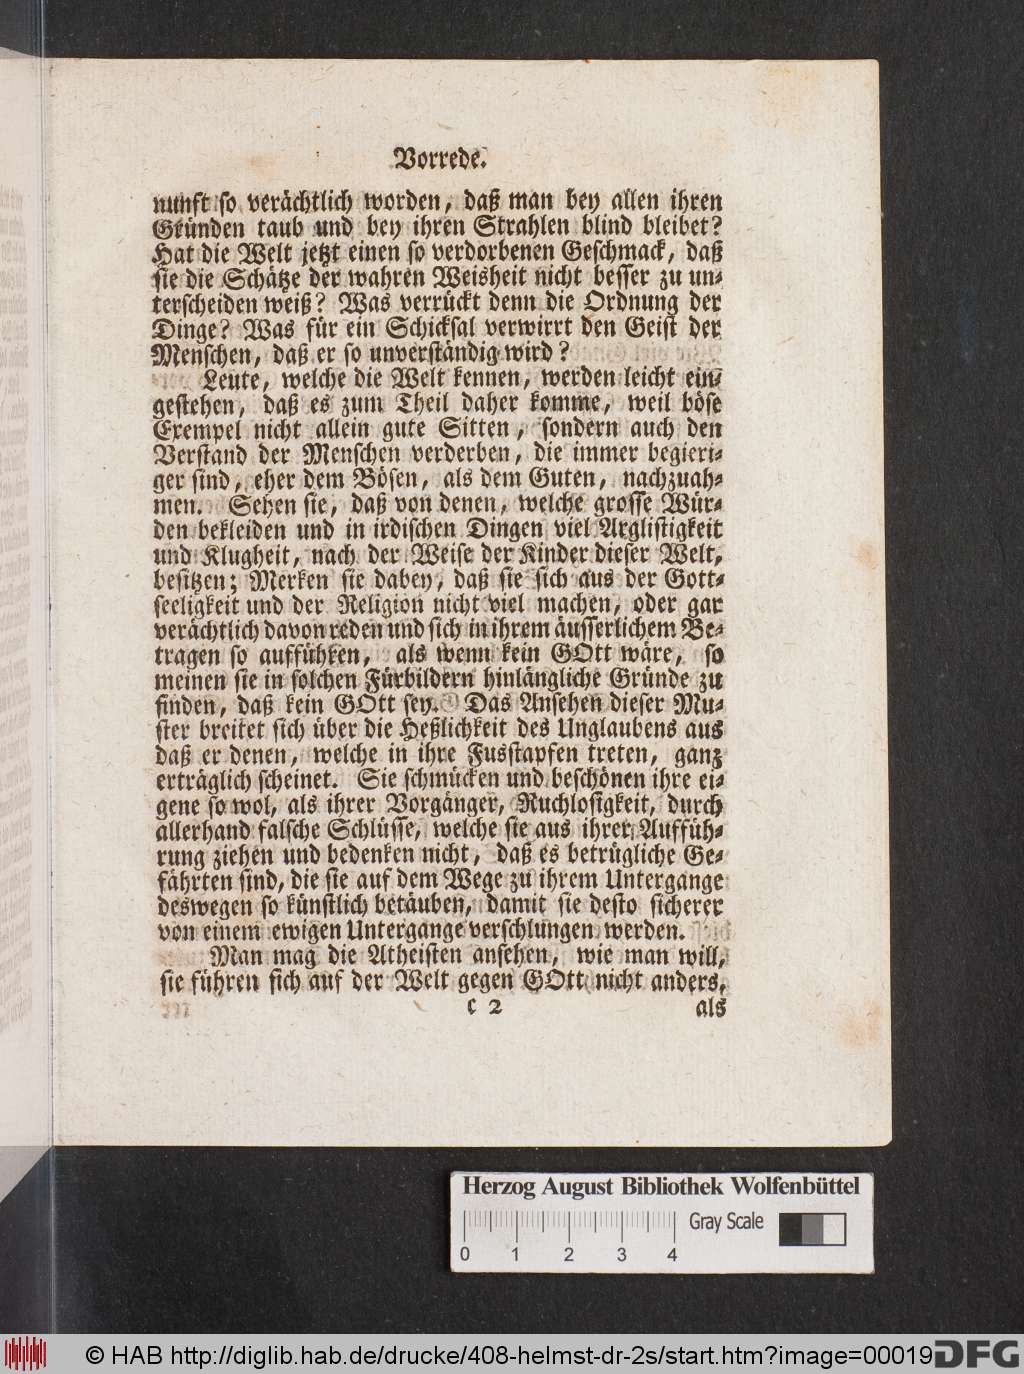 Vorrede.
nunft so verächtlich worden, daß man bey allen ihren
Gründen taub und bey ihren Strahlen blind bleibet?
Hat die Welt jetzt einen so verdorbenen Geschmack, daß
sie die Schätze der wahren Weisheit nicht besser zu un-
terscheiden weiß? Was verrückt denn die Ordnung der
Dinge? Was für ein Schicksal verwirrt den Geist der
Menschen, daß er so unverständig wird?
Leute, welche die Welt kennen, werden leicht ein-
gestehen, daß es zum Theil daher komme, weil böse
Exempel nicht allein gute Sitten, sondern auch den
Verstand der Menschen verderben, die immer begieri-
ger sind, eher dem Bösen, als dem Guten, nachzuah-
men. Sehen sie, daß von denen, welche grosse Wür-
den bekleiden und in irdischen Dingen viel Arglistigkeit
und Klugheit, nach der Weise der Kinder dieser Welt,
besitzen; Merken sie dabey, daß sie sich aus der Gott-
seeligkeit und der Religion nicht viel machen, oder gar
verächtlich davon reden und sich in ihrem äusserlichem Be-
tragen so aufführen, als wenn kein GOtt wäre, so
meinen sie in solchen Fürbildern hinlängliche Gründe zu
finden, daß kein GOtt sey. Das Ansehen dieser Mu-
ster breitet sich über die Heßlichkeit des Unglaubens aus
daß er denen, welche in ihre Fusstapfen treten, ganz
erträglich scheinet. Sie schmücken und beschönen ihre ei-
gene so wol, als ihrer Vorgänger, Ruchlosigkeit, durch
allerhand falsche Schlüsse, welche sie aus ihrer Auffüh-
rung ziehen und bedenken nicht, daß es betrügliche Ge-
fährten sind, die sie auf dem Wege zu ihrem Untergange
deswegen so künstlich betäuben, damit sie desto sicherer
von einem ewigen Untergange verschlungen werden.
Man mag die Atheisten ansehen, wie man will,
sie führen sich auf der Welt gegen GOtt nicht anders,
c 2 als
Herzog August Bibliothek Wolfenbüttel
Gray Scale
0 1 2 3 4
© HAB http://diglib.hab.de/drucke/408-helmst-dr-2s/start.htm?image=00019
DFG